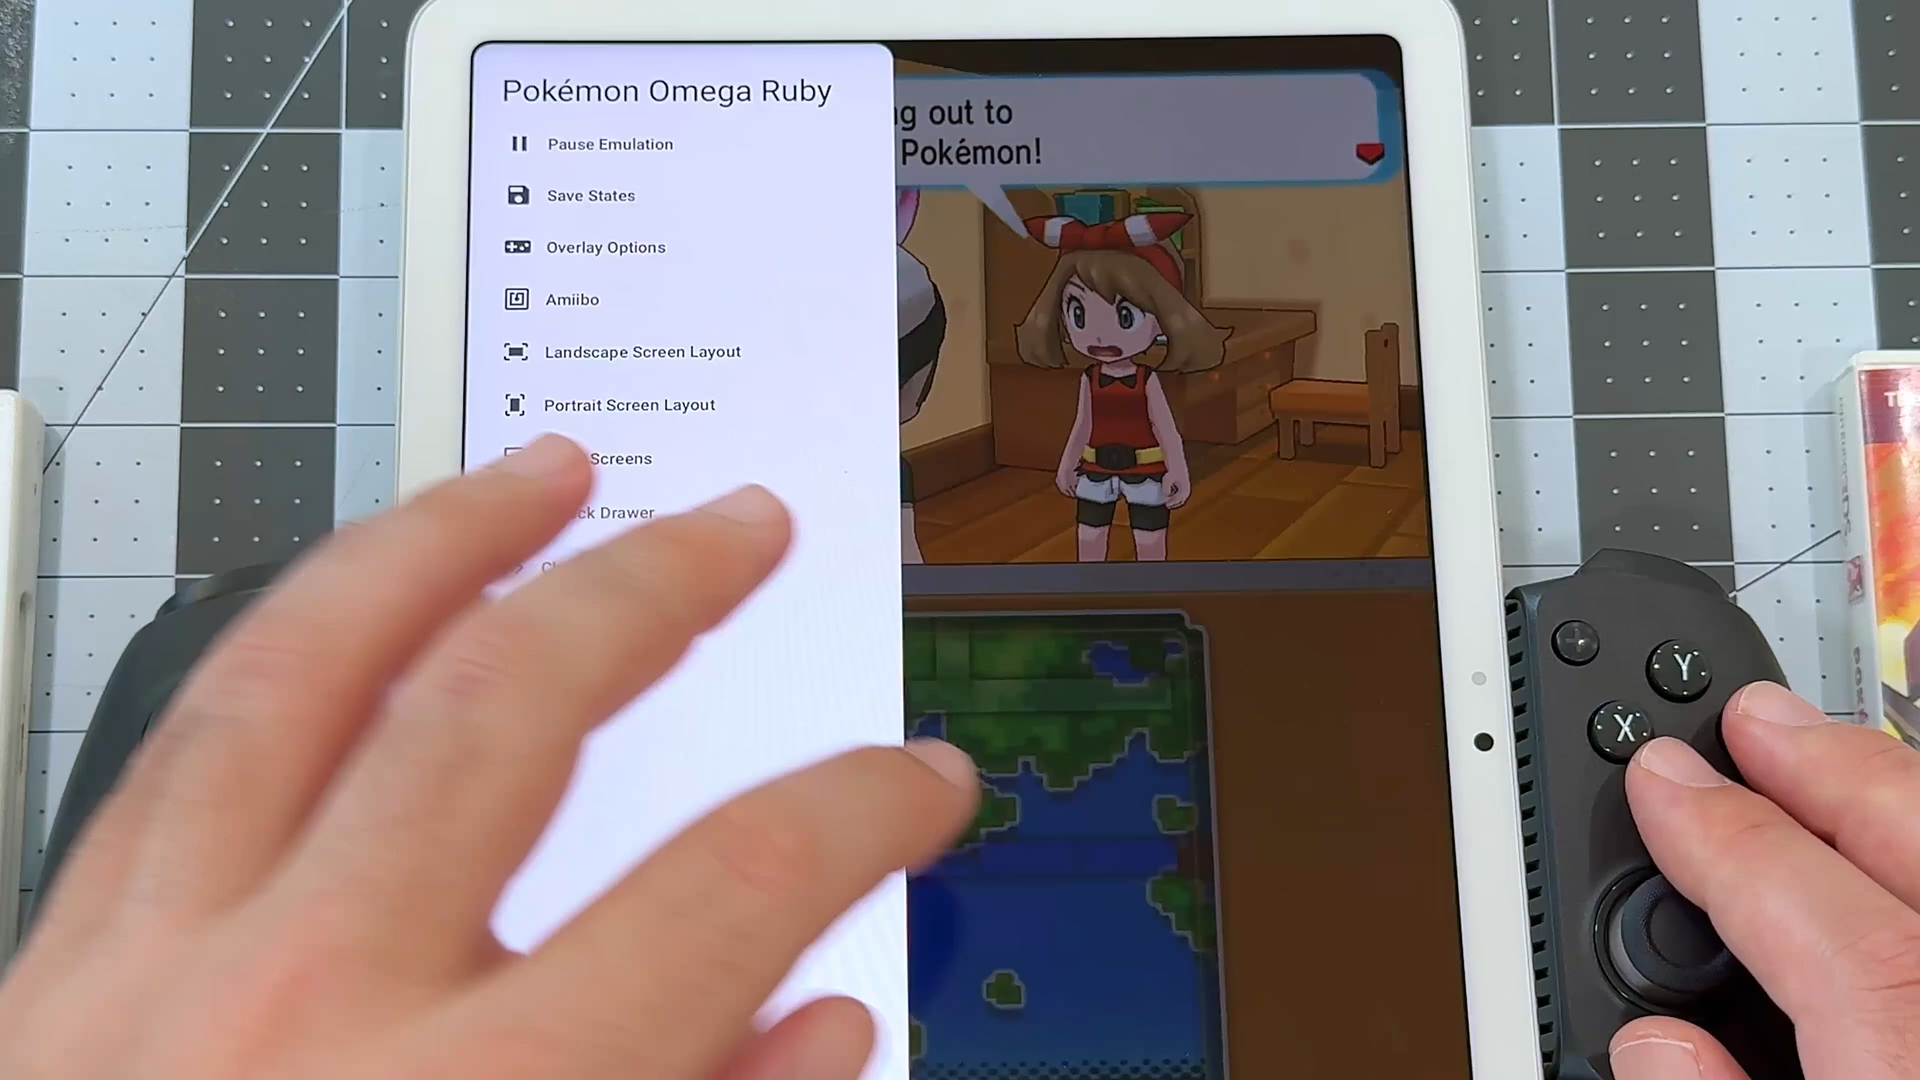 Pokémon Omega Ruby
Pause Emulation
Save States
Overlay Options
Amiibo
Landscape Screen Layout
Portrait Screen Layout
Screens
Drawer
out to
Pokémon!
Y
X